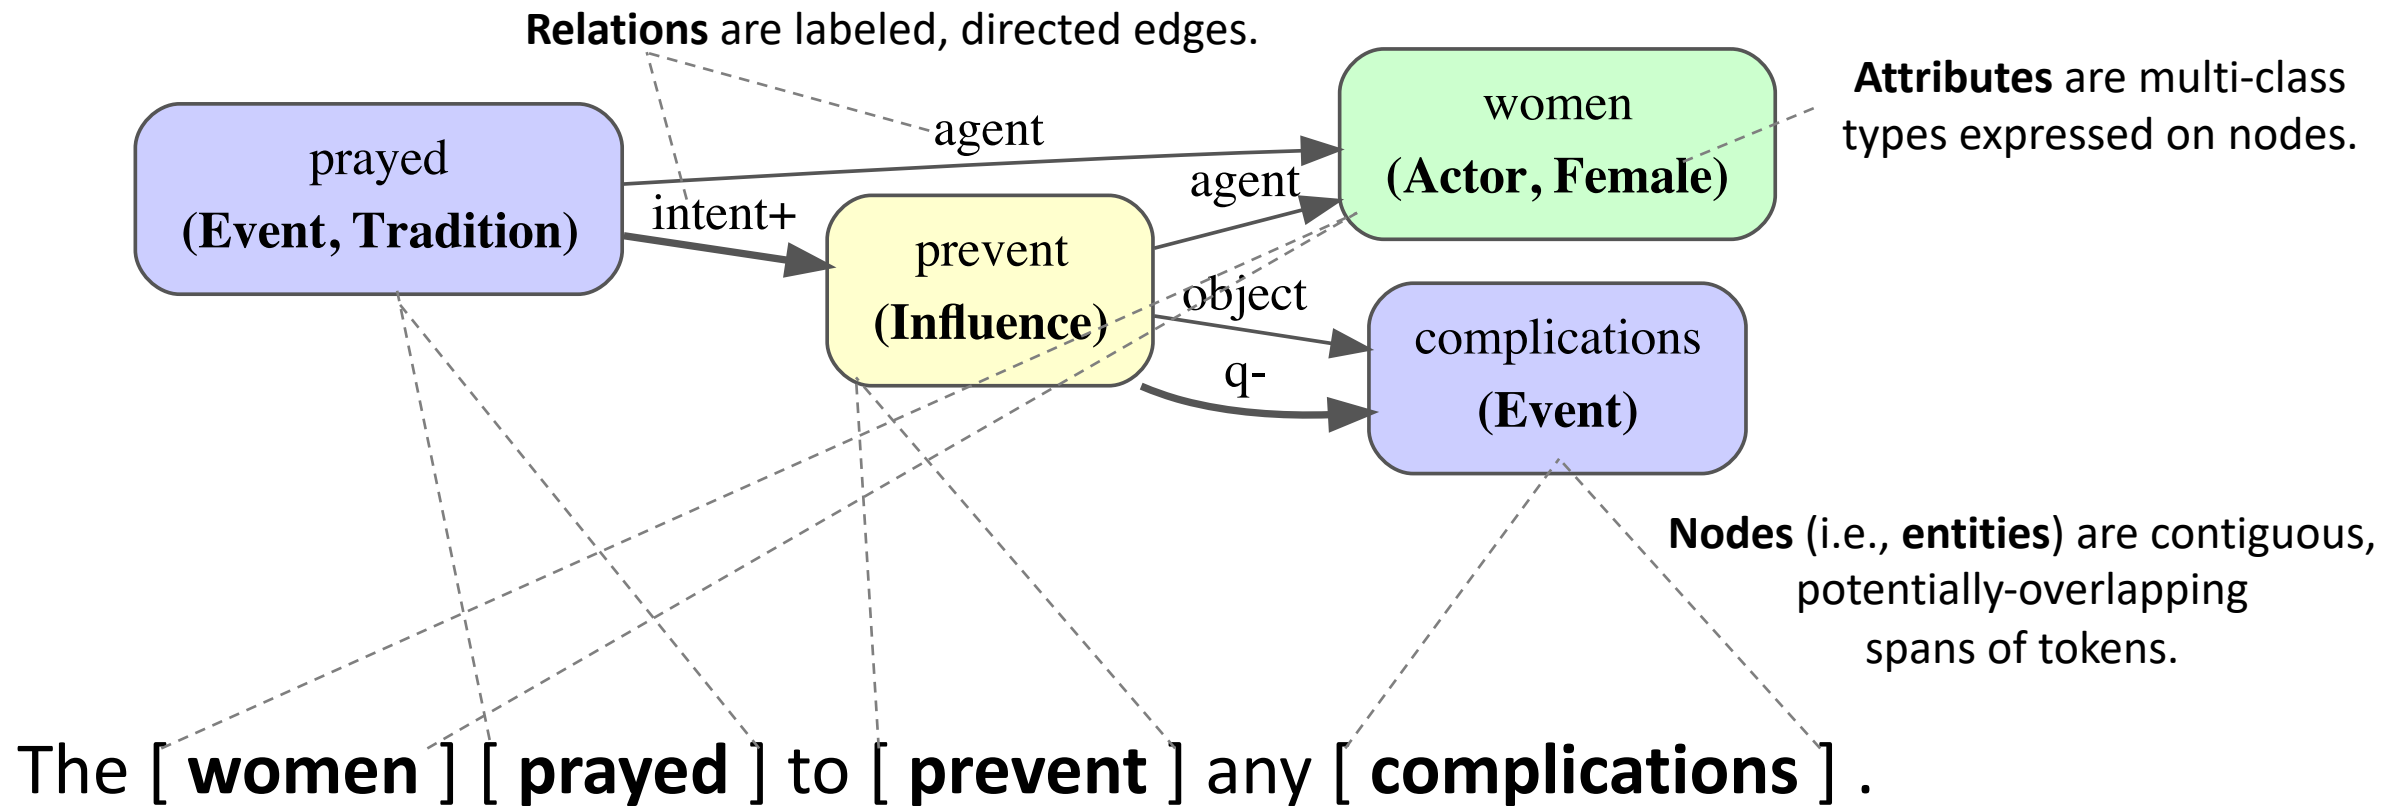 Relations are labeled, directed edges.
Attributes are multi-class
types expressed on nodes.
prayed
(Event, Tradition)
agent
women
(Actor, Female)
intent+
agent
prevent
(Influence)
object
q-
complications
(Event)
Nodes (i.e., entities) are contiguous,
potentially-overlapping
spans of tokens.
The [ women ] [ prayed ] to [ prevent ] any [ complications ] .